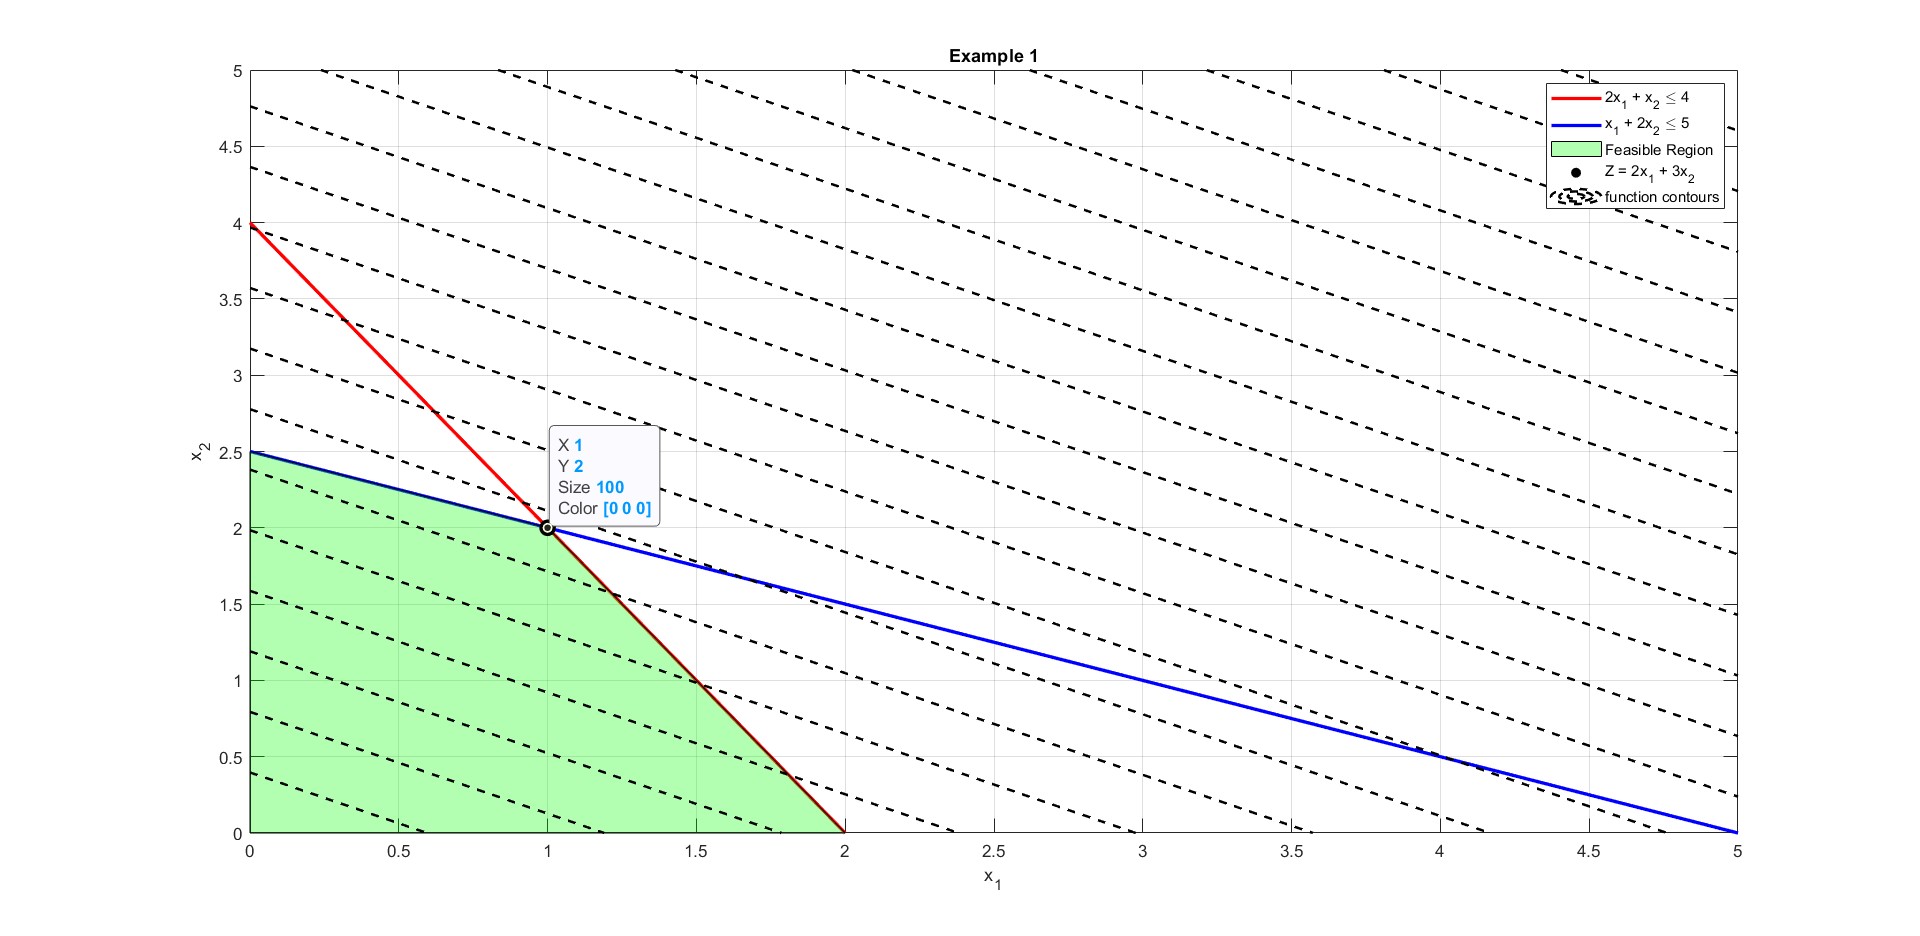 Example 1
5
4.5
4
3.5
3
2.5
2
1.5
1
0.5
0
x2
2x1 + x2 ≤ 4
x1 + 2x2 ≤ 5
Feasible Region
Z = 2x1 + 3x2
function contours
X 1
Y 2
Size 100
Color [0 0 0]
0 0.5 1 1.5 2 2.5 3 3.5 4 4.5 5
x1